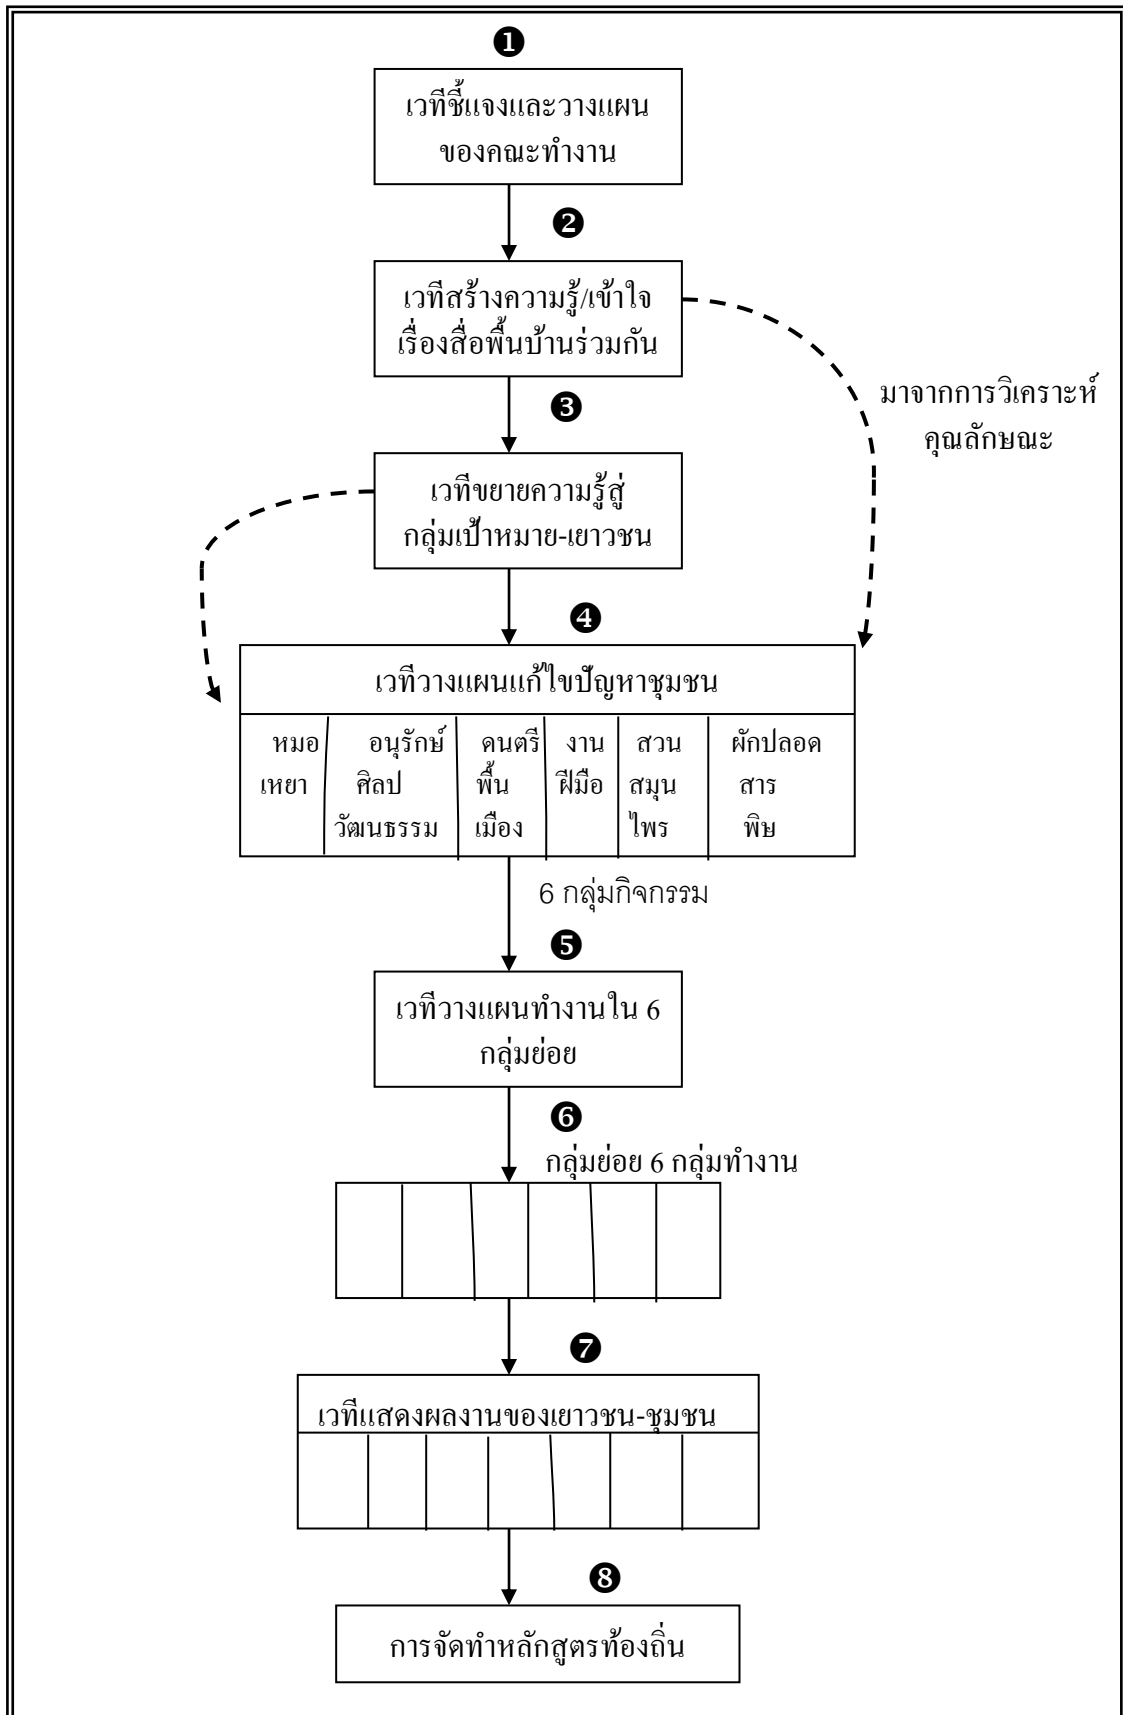 ❶
เวทีชี้แจงและวางแผน
ของคณะทำงาน
❷
เวทีสร้างความรู้/เข้าใจ
เรื่องสื่อพื้นบ้านร่วมกัน
มาจากการวิเคราะห์
คุณลักษณะ
❸
เวทีขยายความรู้สู่
กลุ่มเป้าหมาย-เยาวชน
❹
เวทีวางแผนแก้ไขปัญหาชุมชน
หมอ
เหยา
อนุรักษ์
ศิลป
วัฒนธรรม
ดนตรี
พื้น
เมือง
งาน
ฝีมือ
สวน
สมุน
ไพร
ผักปลอด
สาร
พิษ
6 กลุ่มกิจกรรม
❺
เวทีวางแผนทำงานใน 6
กลุ่มย่อย
❻
กลุ่มย่อย 6 กลุ่มทำงาน
❼
เวทีแสดงผลงานของเยาวชน-ชุมชน
❽
การจัดทำหลักสูตรท้องถิ่น